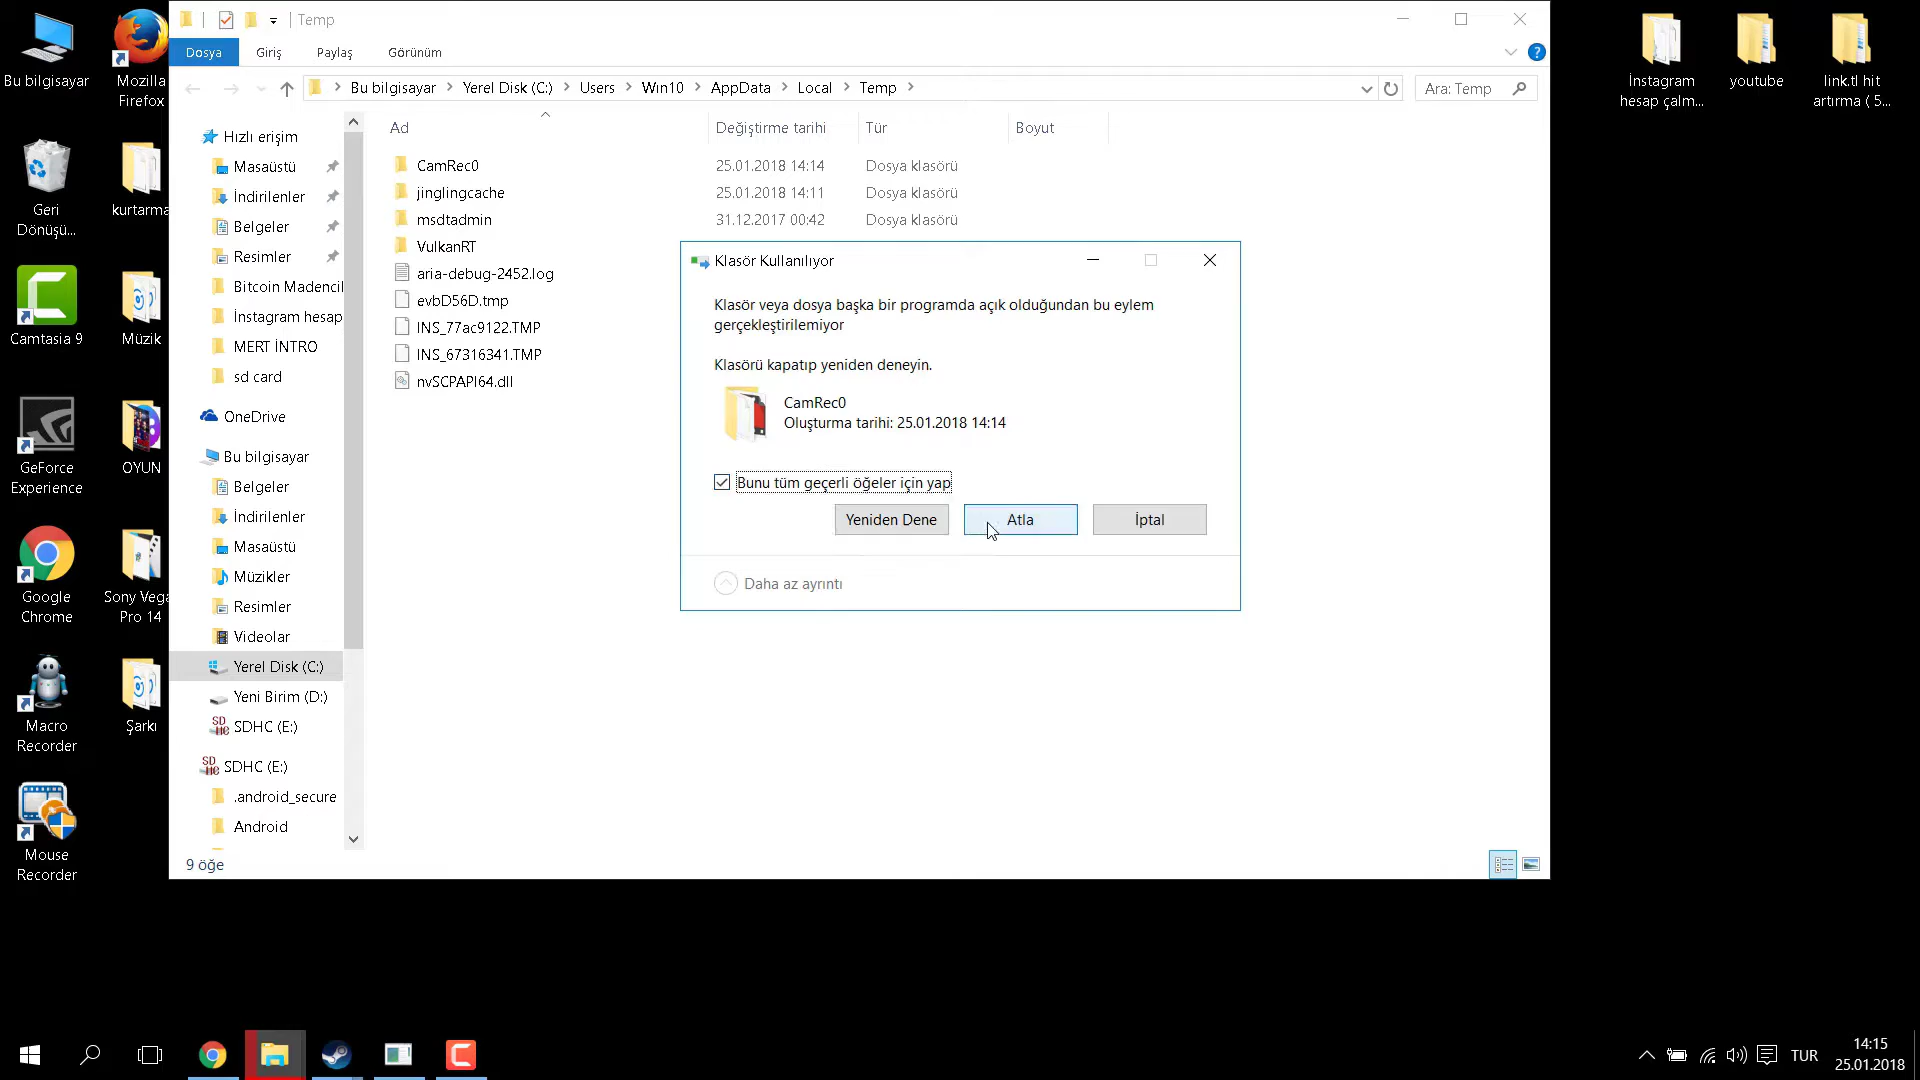 Temp
Dosya
Giriş
Paylaş
Görünüm
Bu bilgisayar
Yerel Disk (C:)
Users
Win10
AppData
Local
Temp
Ara: Temp
Ad
Değiştirme tarihi
Tür
Boyut
CamRec0
25.01.2018 14:14
Dosya klasörü
jinglingcache
25.01.2018 14:11
Dosya klasörü
msdtadmin
31.12.2017 00:42
Dosya klasörü
VulkanRT
aria-debug-2452.log
evbD56D.tmp
INS_77ac9122.TMP
INS_67316341.TMP
nvSCPAPI64.dll
Hızlı erişim
Masaüstü
İndirilenler
Belgeler
Resimler
Bitcoin Madencil
İnstagram hesap
MERT İNTRO
sd card
OneDrive
Bu bilgisayar
Belgeler
İndirilenler
Masaüstü
Müzikler
Resimler
Videolar
Yerel Disk (C:)
Yeni Birim (D:)
SDHC (E:)
SDHC (E:)
.android_secure
Android
9 öğe
Klasör Kullanılıyor
Klasör veya dosya başka bir programda açık olduğundan bu eylem
gerçekleştirilemiyor
Klasörü kapatıp yeniden deneyin.
CamRec0
Oluşturma tarihi: 25.01.2018 14:14
Bunu tüm geçerli öğeler için yap
Yeniden Dene
Atla
İptal
Daha az ayrıntı
Bu bilgisayar
Mozilla
Firefox
Geri
Dönüşü...
kurtarma
Camtasia 9
Müzik
GeForce
Experience
OYUN
Google
Chrome
Sony Vega
Pro 14
Macro
Recorder
Şarkı
Mouse
Recorder
İnstagram
hesap çalm...
youtube
link.tl hit
artırma ( 5...
TUR
14:15
25.01.2018